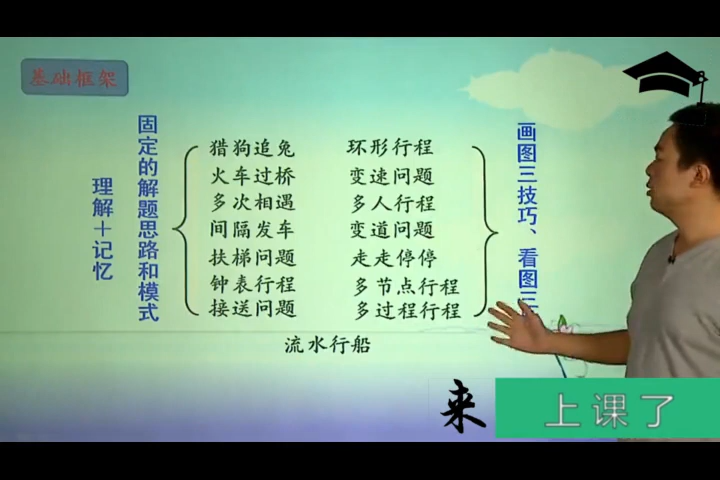 基础框架
固定的解题思路和模式
理解+记忆
猎狗追兔 环形行程
火车过桥 变速问题
多次相遇 多人行程
间隔发车 变道问题
扶梯问题 走走停停
钟表行程 多节点行程
接送问题 多过程行程
流水行船
画图三技巧、看图三
来 上课了